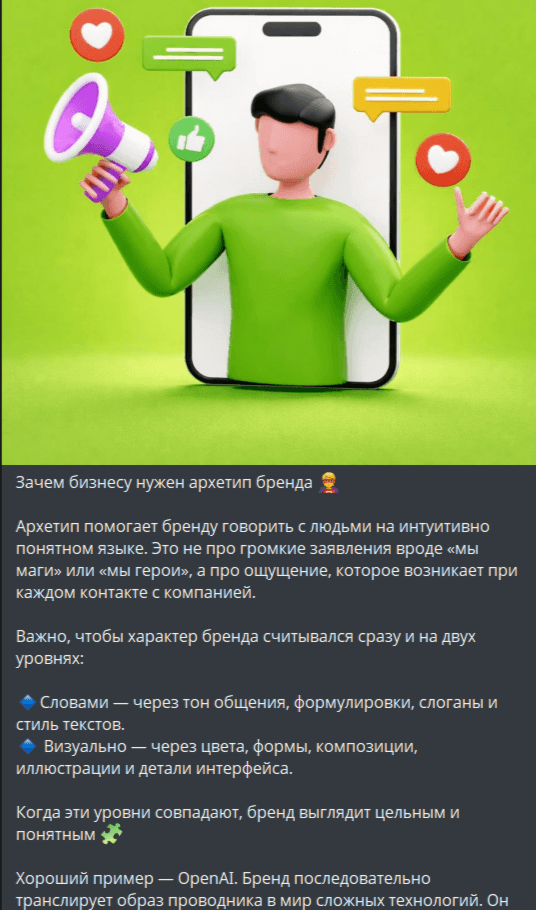 Зачем бизнесу нужен архетип бренда
Архетип помогает бренду говорить с людьми на интуитивно
понятном языке. Это не про громкие заявления вроде «мы
маги» или «мы герои», а про ощущение, которое возникает при
каждом контакте с компанией.
Важно, чтобы характер бренда считывался сразу и на двух
уровнях:
Словами — через тон общения, формулировки, слоганы и
стиль текстов.
Визуально — через цвета, формы, композиции,
иллюстрации и детали интерфейса.
Когда эти уровни совпадают, бренд выглядит цельным и
понятным
Хороший пример — OpenAI. Бренд последовательно
транслирует образ проводника в мир сложных технологий. Он